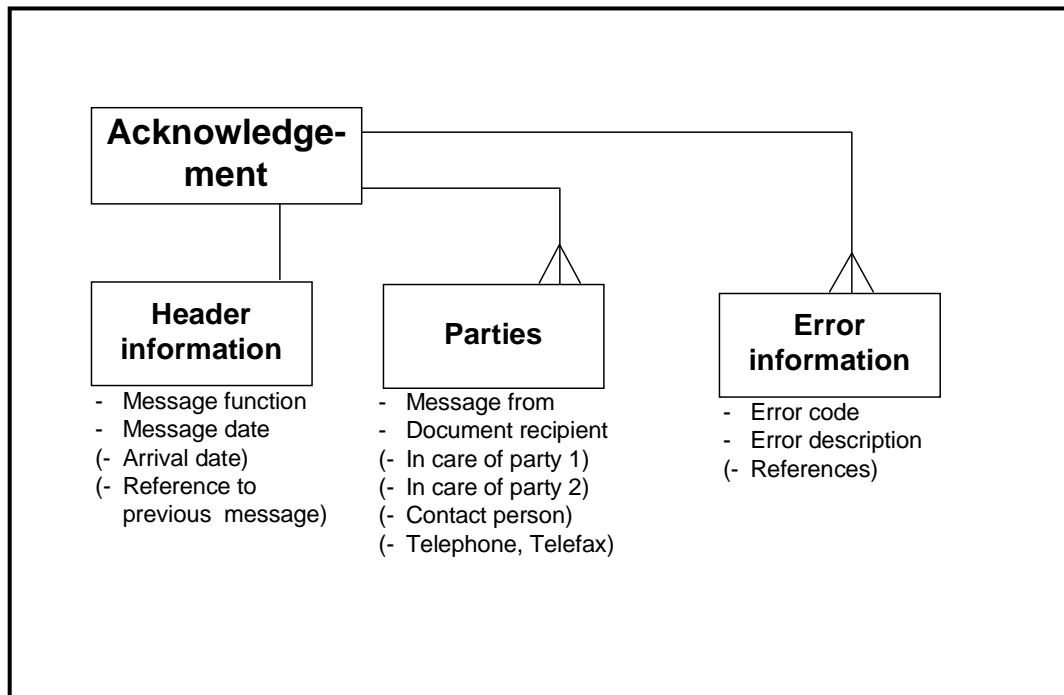 Acknowledge-
ment
Header
information
- Message function
- Message date
(- Arrival date)
(- Reference to
previous message)
Parties
- Message from
- Document recipient
(- In care of party 1)
(- In care of party 2)
(- Contact person)
(- Telephone, Telefax)
Error
information
- Error code
- Error description
(- References)